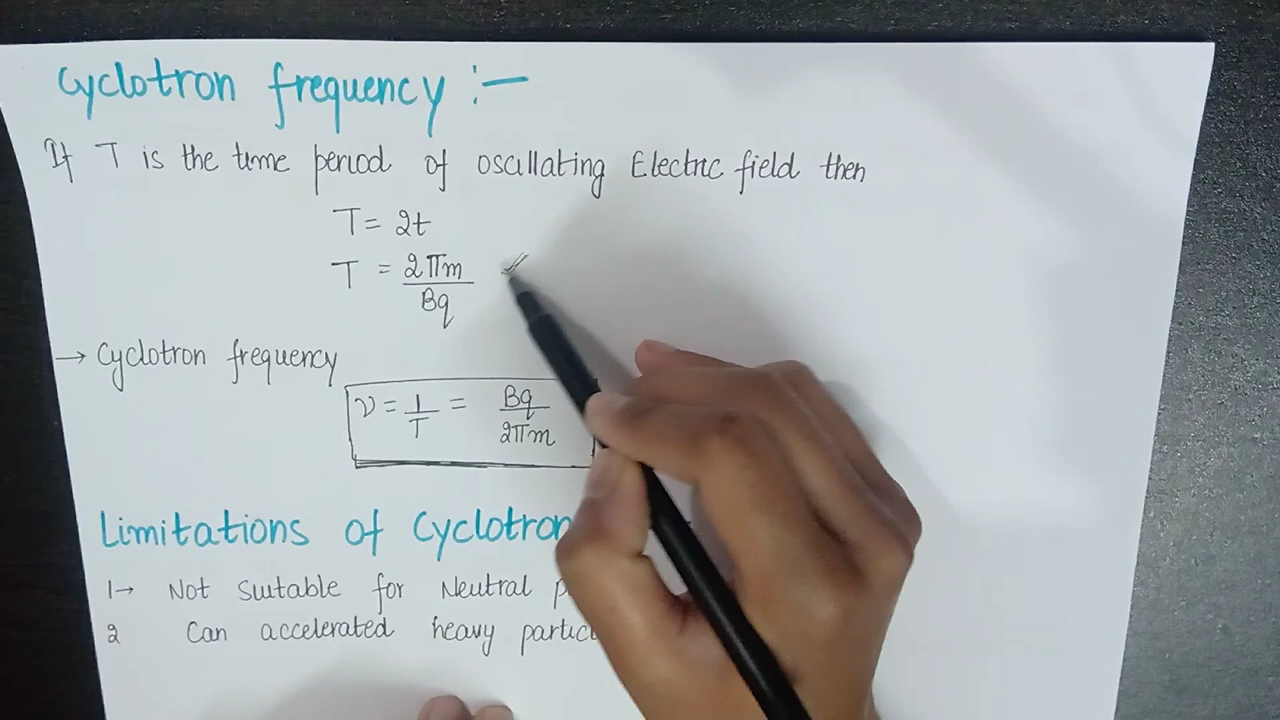 Cyclotron frequency :-
If T is the time period of oscillating Electric field then
T = 2t
T = 2πm/Bq
→ Cyclotron frequency
ν = 1/T = Bq/2πm
Limitations of Cyclotron
1→ Not suitable for Neutral
2 Can accelerated heavy